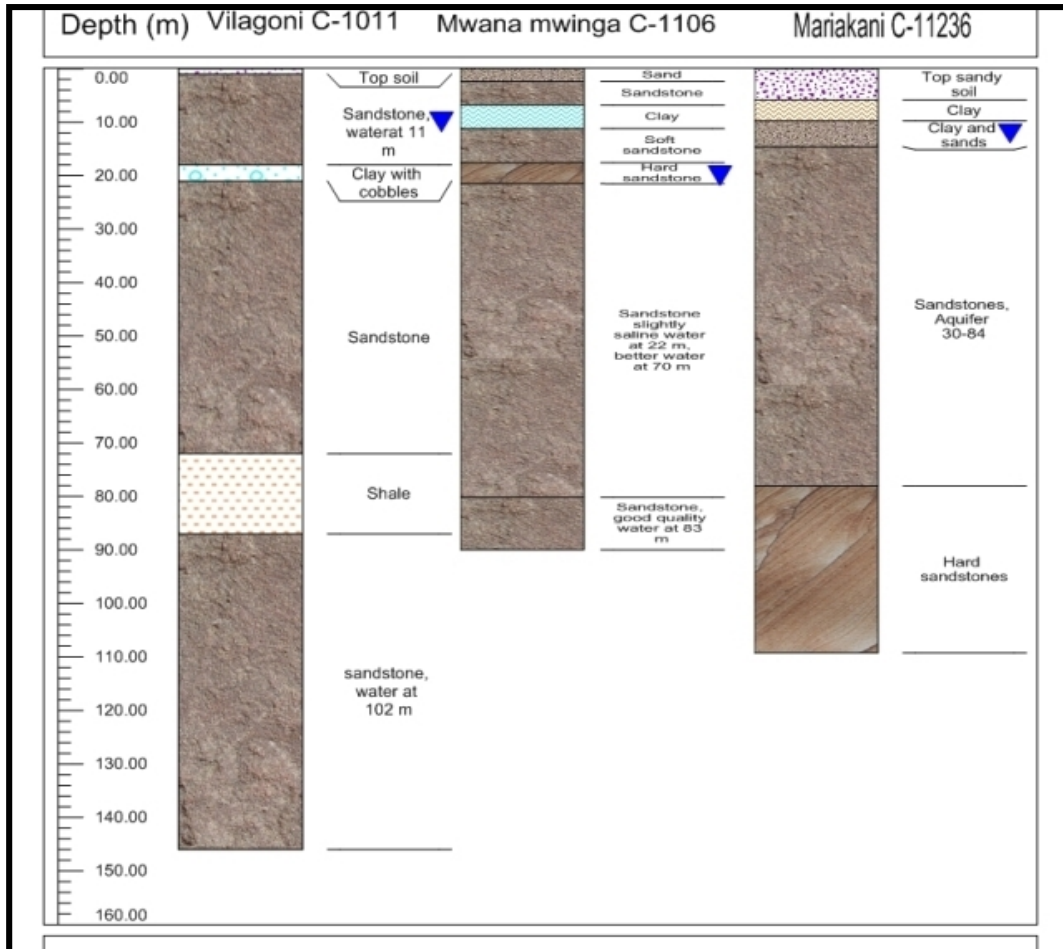 Depth (m)
Vilagoni C-1011
Mwana mwinga C-1106
Mariakani C-11236
0.00
10.00
20.00
30.00
40.00
50.00
60.00
70.00
80.00
90.00
100.00
110.00
120.00
130.00
140.00
150.00
160.00
Top soil
Sandstone,
waterat 11
m
Clay with
cobbles
Sandstone
Shale
sandstone,
water at
102 m
Sand
Sandstone
Clay
Soft
sandstone
Hard
sandstone
Sandstone
slightly
saline water
at 22 m,
better water
at 70 m
Sandstone,
good quality
water at 83
m
Top sandy
soil
Clay
Clay and
sands
Sandstones,
Aquifer
30-84
Hard
sandstones